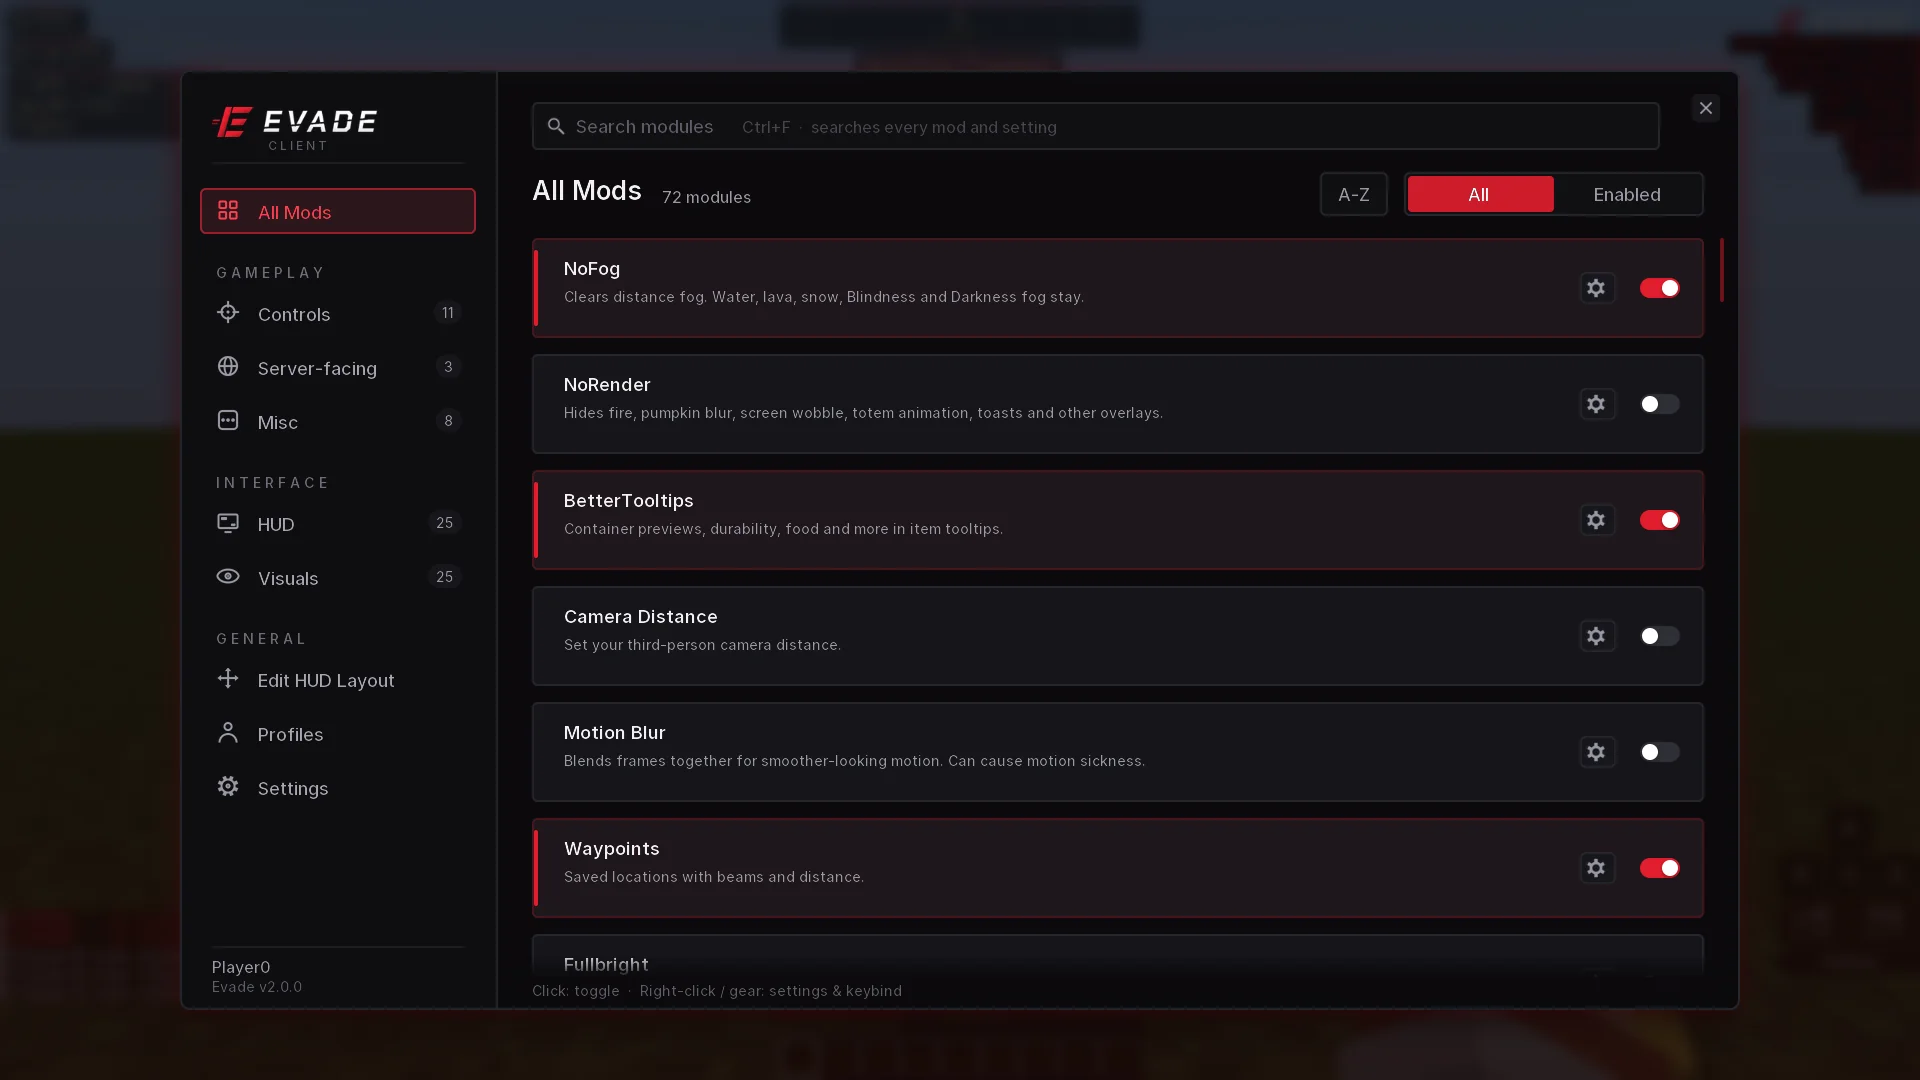 EVADE
CLIENT
Search modules Ctrl+F · searches every mod and setting
All Mods 72 modules
A-Z
All
Enabled
All Mods
GAMEPLAY
Controls 11
Server-facing 3
Misc 8
INTERFACE
HUD 25
Visuals 25
GENERAL
Edit HUD Layout
Profiles
Settings
Player0
Evade v2.0.0
NoFog
Clears distance fog. Water, lava, snow, Blindness and Darkness fog stay.
NoRender
Hides fire, pumpkin blur, screen wobble, totem animation, toasts and other overlays.
BetterTooltips
Container previews, durability, food and more in item tooltips.
Camera Distance
Set your third-person camera distance.
Motion Blur
Blends frames together for smoother-looking motion. Can cause motion sickness.
Waypoints
Saved locations with beams and distance.
Fullbright
Click: toggle · Right-click / gear: settings & keybind